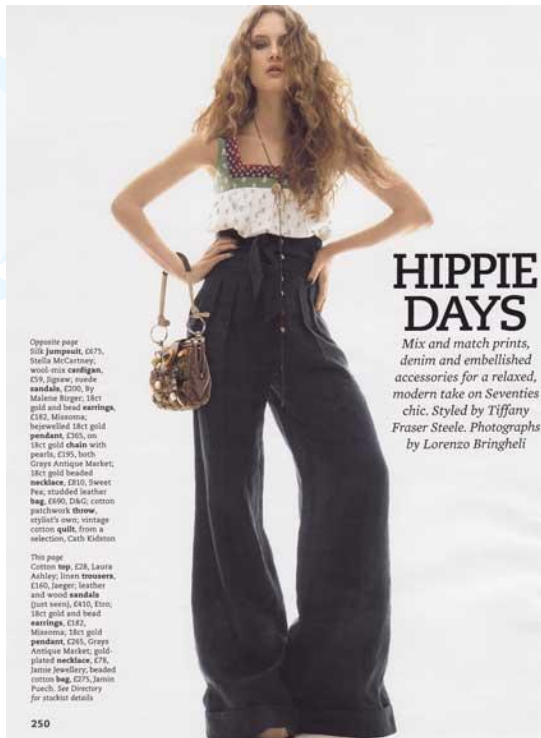 HIPPIE
DAYS
Mix and match prints,
denim and embellished
accessories for a relaxed,
modern take on Seventies
chic. Styled by Tiffany
Fraser Steele. Photographs
by Lorenzo Bringheli
Opposite page
Silk jumpsuit, £675,
Stella McCartney;
wool-mix cardigan,
£59, Jigsaw; suede
sandals, £200, By
Malene Birger; 18ct
gold and bead earrings,
£182, Missoma;
bejewelled 18ct gold
pendant, £365, on
18ct gold chain with
pearls, £195, both
Grays Antique Market;
18ct gold beaded
necklace, £810, Sweet
Pea; studded leather
bag, £690, D&G; cotton
patchwork throw,
stylist's own; vintage
cotton quilt, from a
selection, Cath Kidston
This page
Cotton top, £28, Laura
Ashley; linen trousers,
£160, Jaeger; leather
and wood sandals
(just seen), £410, Etro;
18ct gold and bead
earrings, £182,
Missoma; 18ct gold
pendant, £265, Grays
Antique Market; gold-
plated necklace, £78,
Jamie Jewellery; beaded
cotton bag, £275, Jamin
Puech. See Directory
for stockist details
250